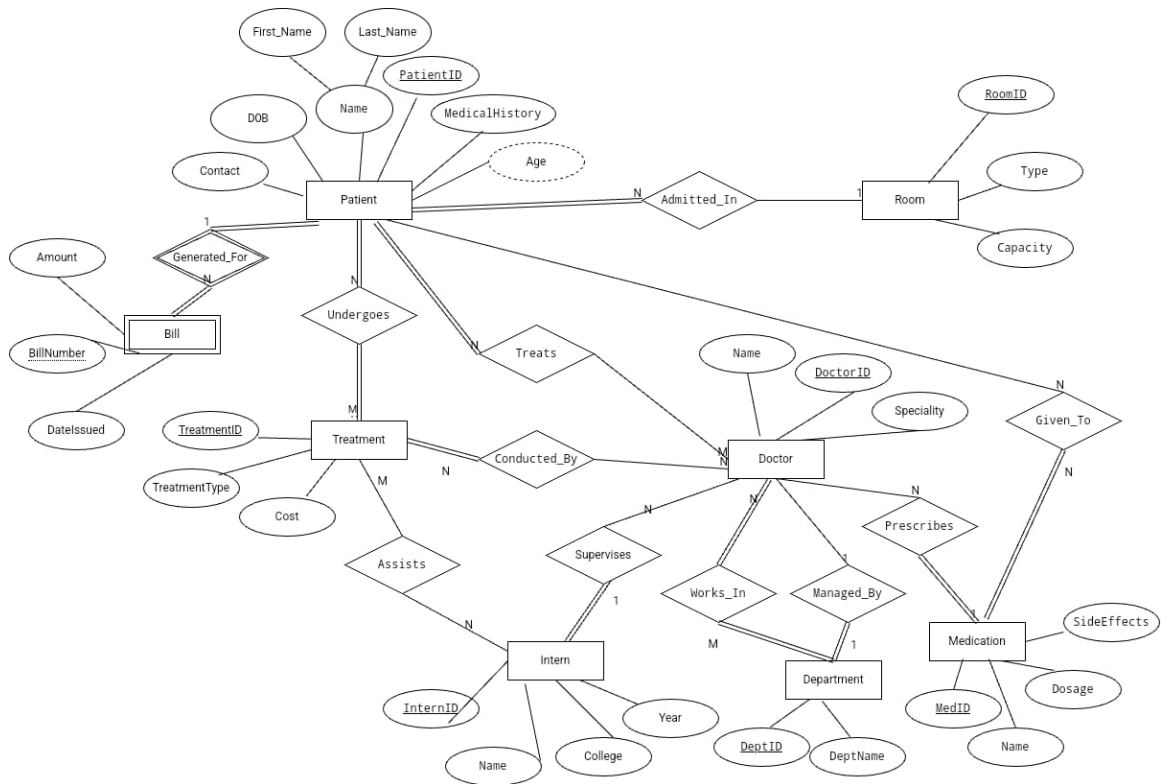 First_Name
Last_Name
PatientID
RoomID
Name
MedicalHistory
DOB
Age
Contact
Type
Patient
N
Admitted_In
1
Room
1
Generated_For
Capacity
Amount
N
N
Undergoes
Bill
BillNumber
N
Treats
Name
DoctorID
N
Speciality
Given_To
M
DateIssued
TreatmentID
Treatment
N
Conducted_By
M
N
Doctor
N
TreatmentType
M
Cost
N
N
N
Prescribes
Supervises
Assists
1
Works_In
1
Managed_By
1
N
M
1
SideEffects
Medication
Intern
Department
Dosage
InternID
Year
MedID
DeptID
DeptName
Name
College
Name